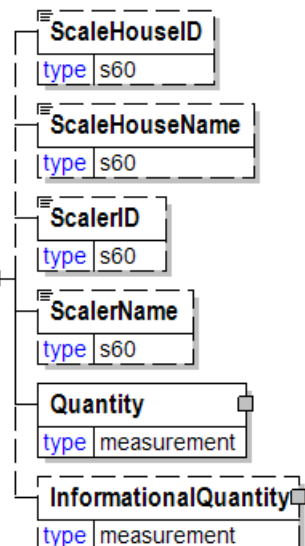 ScaleHouseID
type s60
ScaleHouseName
type s60
ScalerID
type s60
ScalerName
type s60
Quantity
type measurement
InformationalQuantity
type measurement